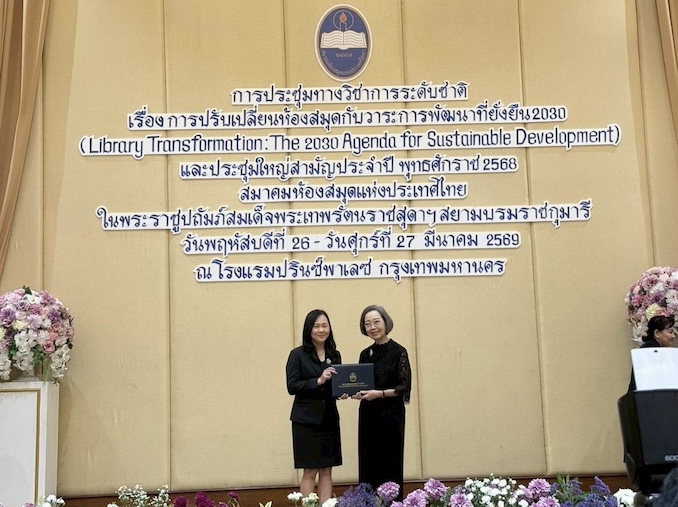 การประชุมทางวิชาการระดับชาติ
เรื่อง การปรับเปลี่ยนห้องสมุดกับวาระการพัฒนาที่ยั่งยืน 2030
(Library Transformation: The 2030 Agenda for Sustainable Development)
และประชุมใหญ่สามัญประจำปี พุทธศักราช 2568
สมาคมห้องสมุดแห่งประเทศไทย
ในพระราชูปถัมภ์สมเด็จพระเทพรัตนราชสุดาฯ สยามบรมราชกุมารี
วันพฤหัสบดีที่ 26 - วันศุกร์ที่ 27 มีนาคม 2569
ณ โรงแรมปรินซ์พาเลซ กรุงเทพมหานคร
600